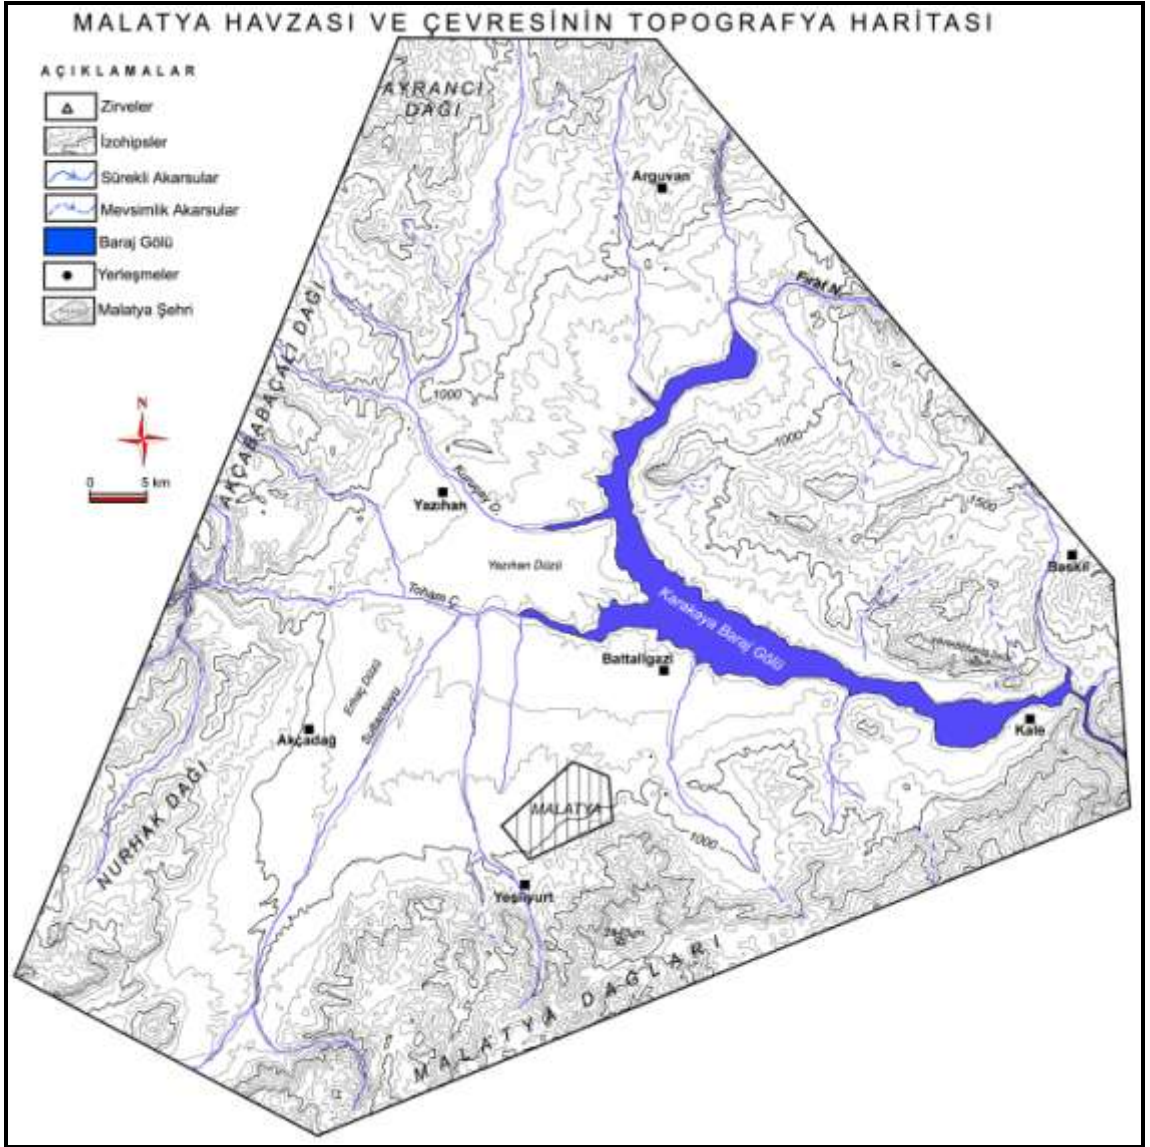 MALATYA HAVZASI VE ÇEVRESİNİN TOPOGRAFYA HARİTASI
AÇIKLAMALAR
Zirveler
İzohipsler
Sürekli Akarsular
Mevsimlik Akarsular
Baraj Gölü
Yerleşmeler
Malatya Şehri
N
0 5 km
AYRANCI
DAĞI
Arguvan
Fırat N.
AKÇABABAÇALI DAĞI
1000
1000
Kuruçay D.
Yazıhan
1500
Yazıhan Düzü
Baskil
Toham Ç.
Karakaya Baraj Gölü
Battalgazi
Sultansuyu
Akçadağ
Kale
NURHAK DAĞI
MALATYA
1000
Yeşilyurt
MALATYA DAĞLARI